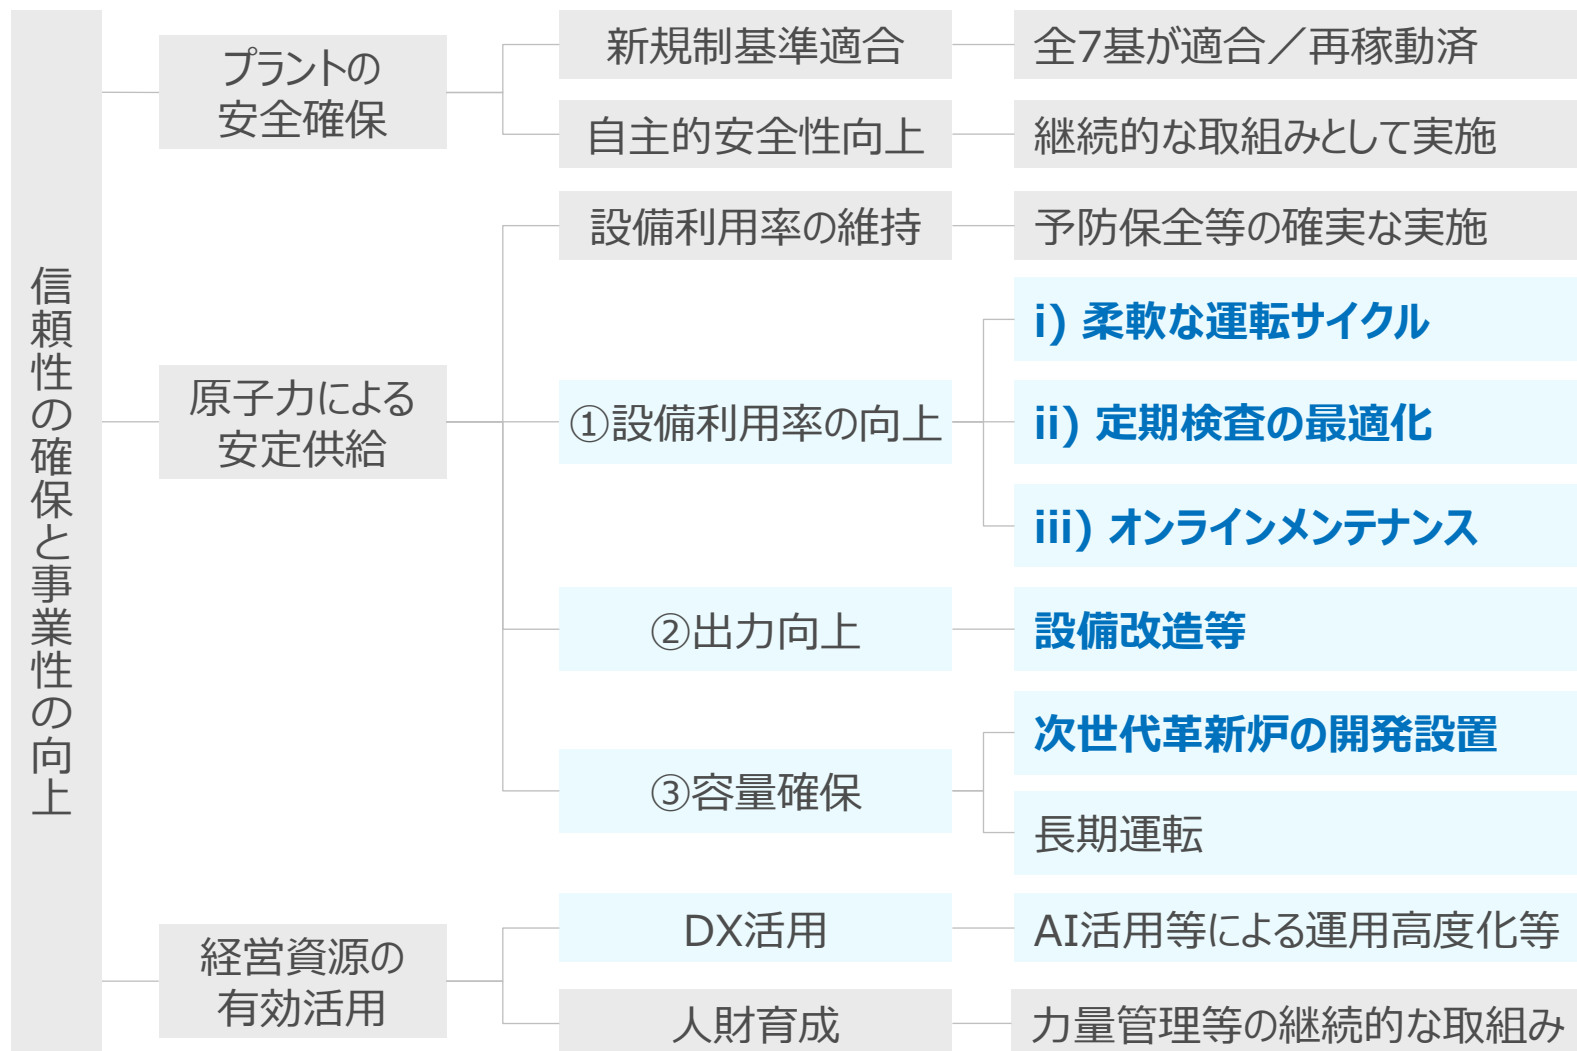 信頼性の確保と事業性の向上
プラントの
安全確保
新規制基準適合
全7基が適合／再稼動済
自主的安全性向上
継続的な取組みとして実施
原子力による
安定供給
設備利用率の維持
予防保全等の確実な実施
①設備利用率の向上
i) 柔軟な運転サイクル
ii) 定期検査の最適化
iii) オンラインメンテナンス
②出力向上
設備改造等
③容量確保
次世代革新炉の開発設置
長期運転
経営資源の
有効活用
DX活用
AI活用等による運用高度化等
人財育成
力量管理等の継続的な取組み